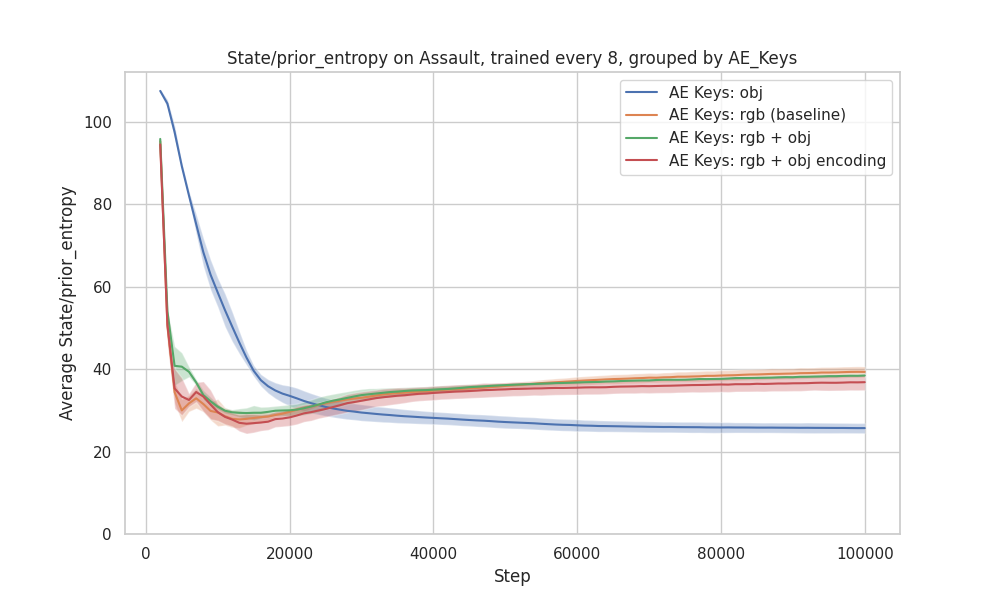 State/prior_entropy on Assault, trained every 8, grouped by AE_Keys
AE Keys: obj
AE Keys: rgb (baseline)
AE Keys: rgb + obj
AE Keys: rgb + obj encoding
Average State/prior_entropy
100
80
60
40
20
0
0 20000 40000 60000 80000 100000
Step